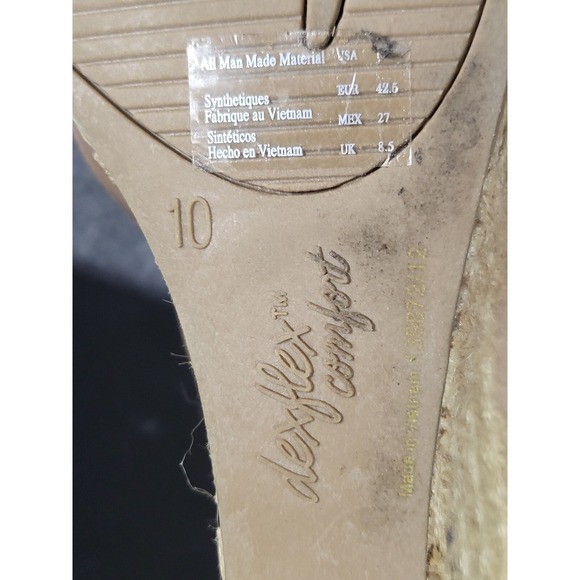 All Man Made Material USA
EUR 42.5
Synthetiques
Fabrique au Vietnam MEX 27
Sintéticos
Hecho en Vietnam UK 8.5
10
dexflex™
comfort
Made in Vietnam